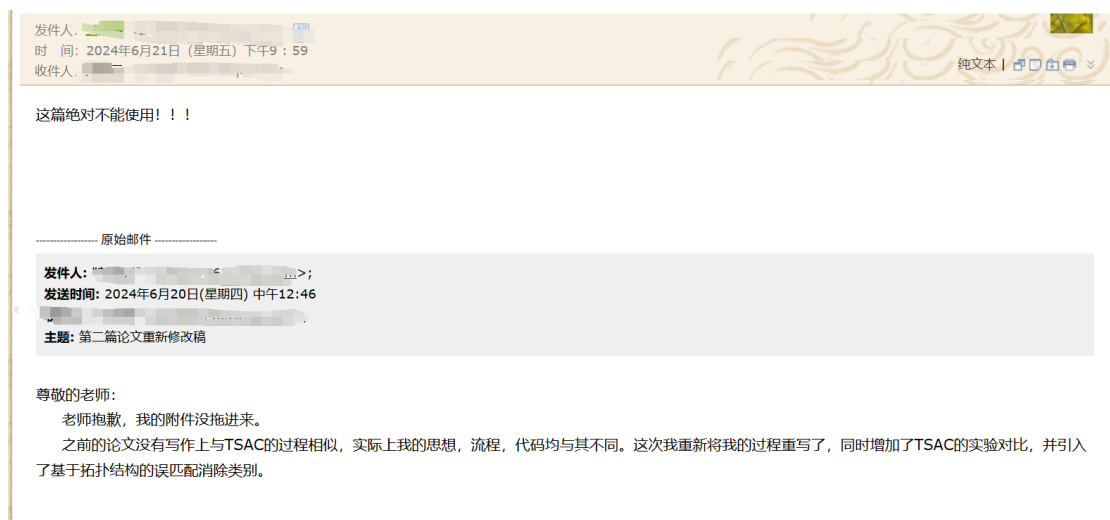 发件人:
时 间: 2024年6月21日 (星期五) 下午9：59
收件人:
纯文本 |
这篇绝对不能使用！！！
------------------ 原始邮件 ------------------
发件人:
发送时间: 2024年6月20日(星期四) 中午12:46
主题: 第二篇论文重新修改稿
尊敬的老师：
老师抱歉，我的附件没拖进来。
之前的论文没有写作上与TSAC的过程相似，实际上我的思想，流程，代码均与其不同。这次我重新将我的过程重写了，同时增加了TSAC的实验对比，并引入
了基于拓扑结构的误匹配消除类别。